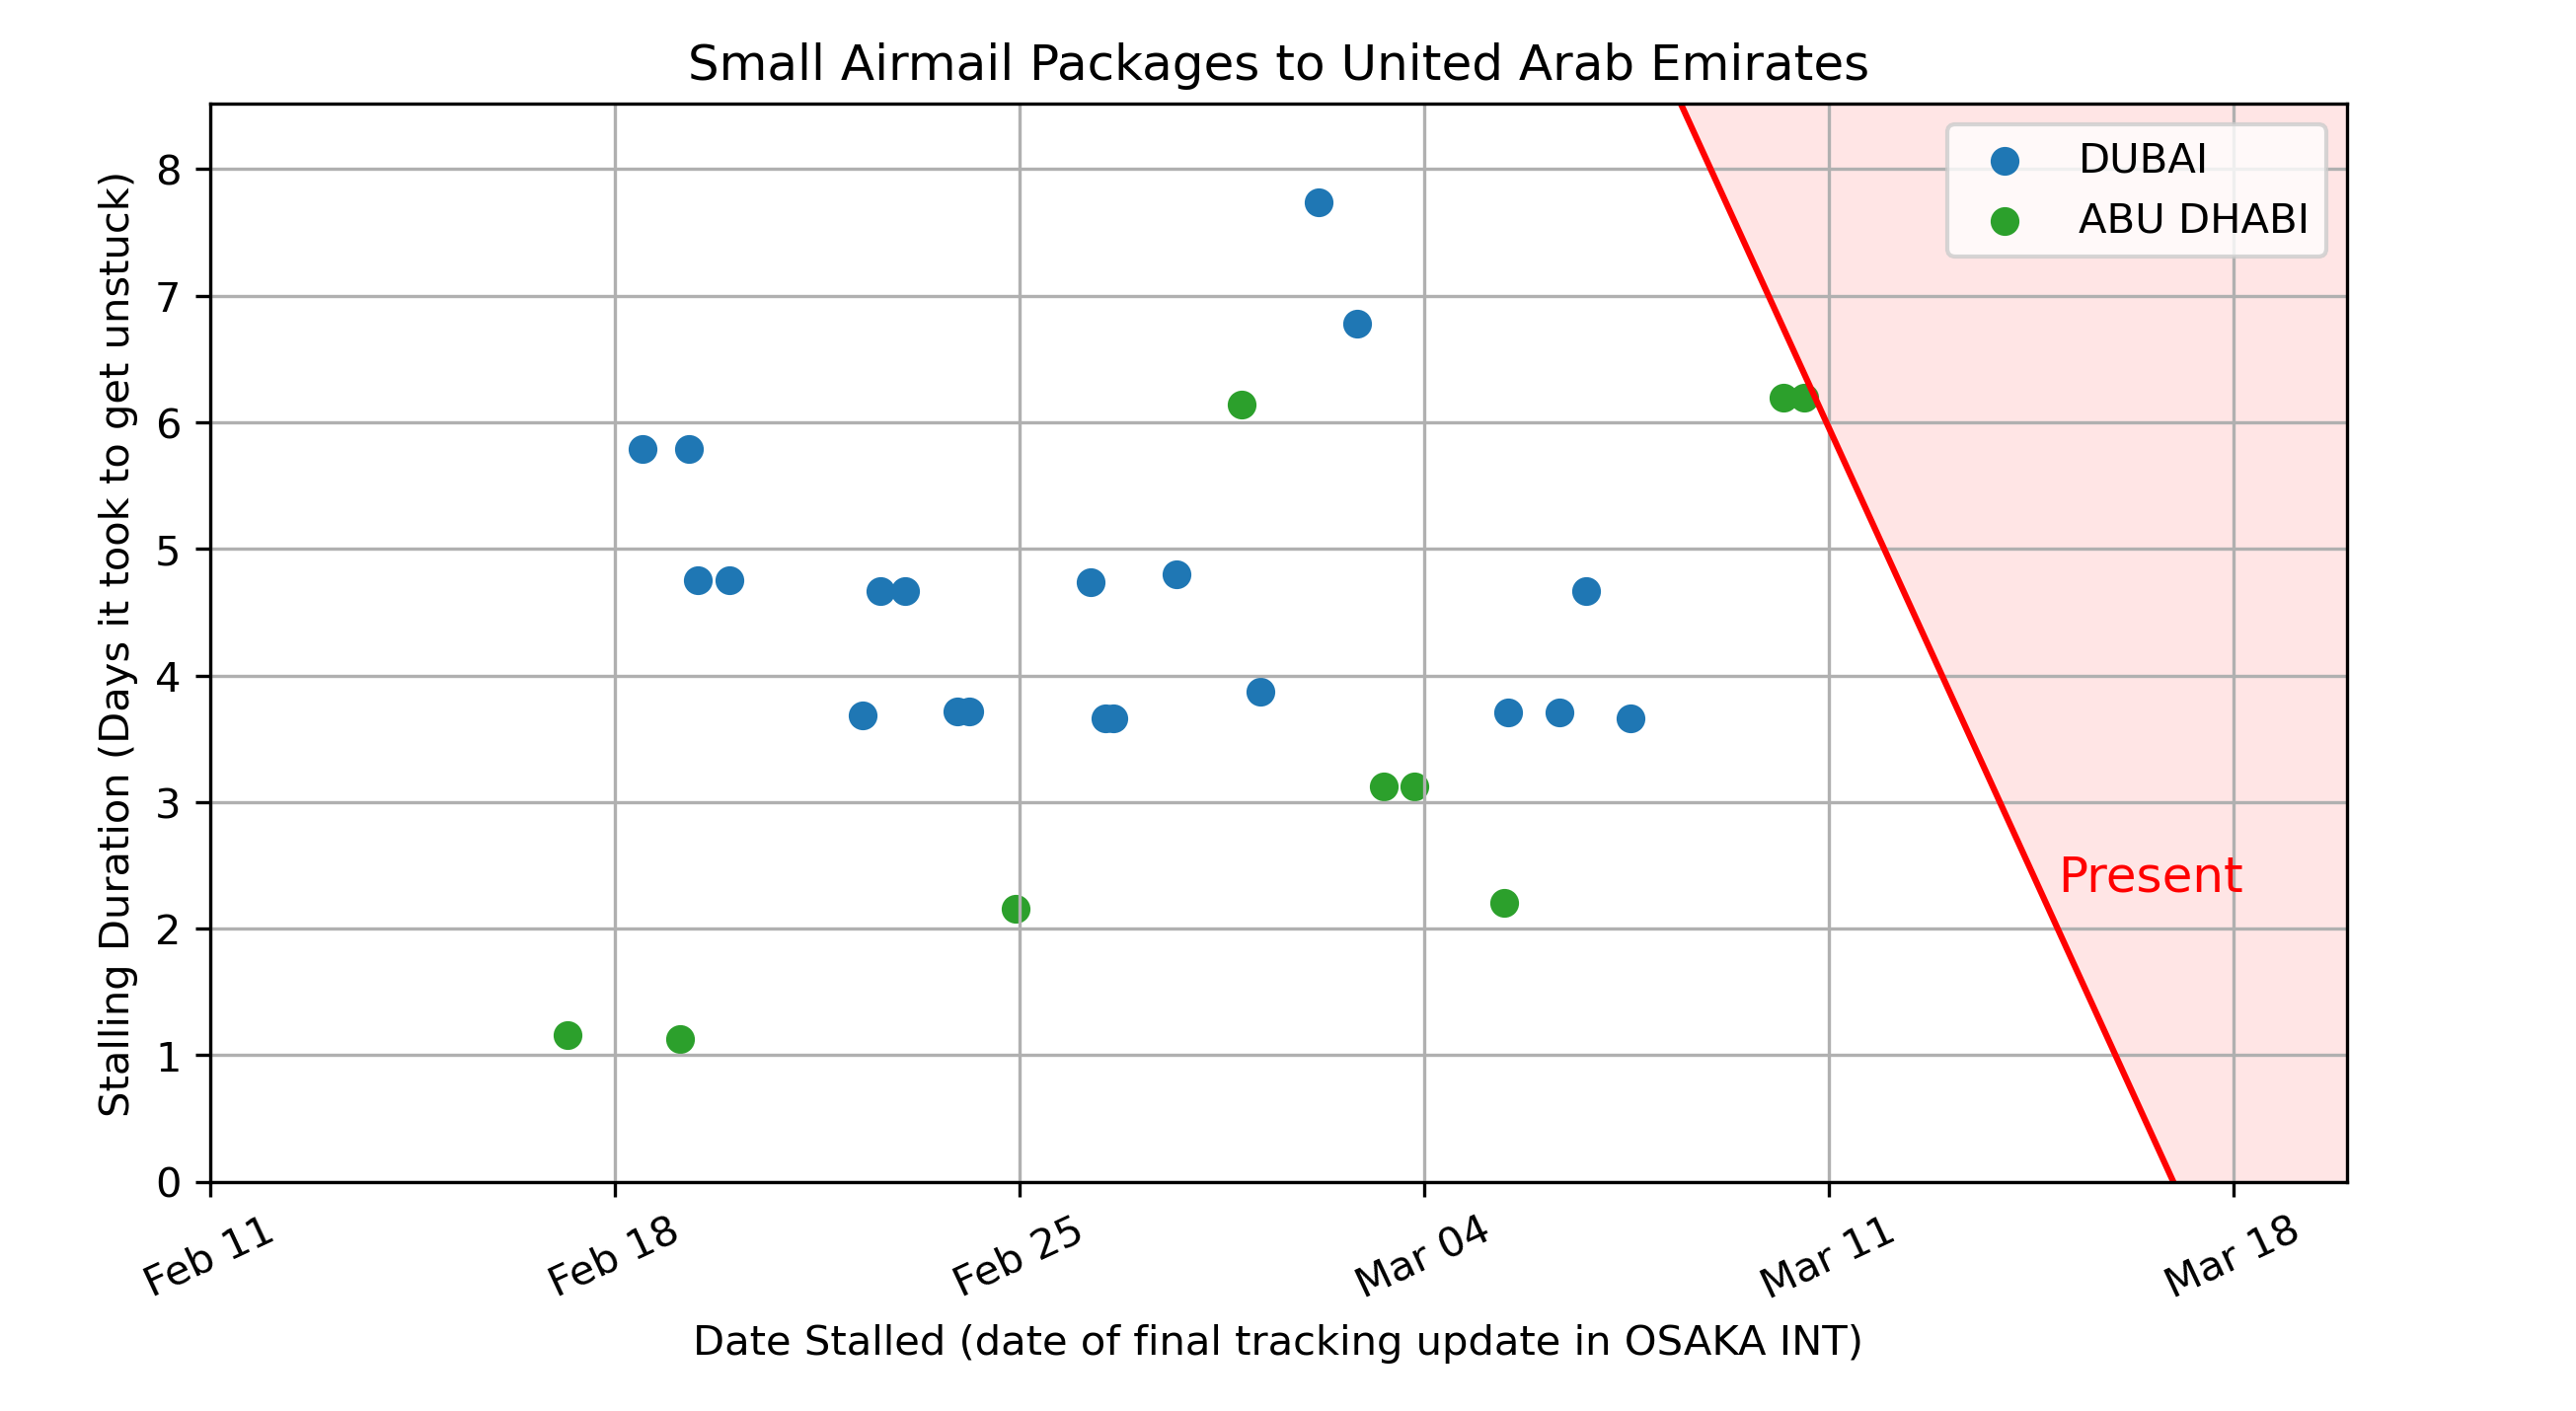 Small Airmail Packages to United Arab Emirates
Stalling Duration (Days it took to get unstuck)
8
7
6
5
4
3
2
1
0
DUBAI
ABU DHABI
Present
Feb 11
Feb 18
Feb 25
Mar 04
Mar 11
Mar 18
Date Stalled (date of final tracking update in OSAKA INT)